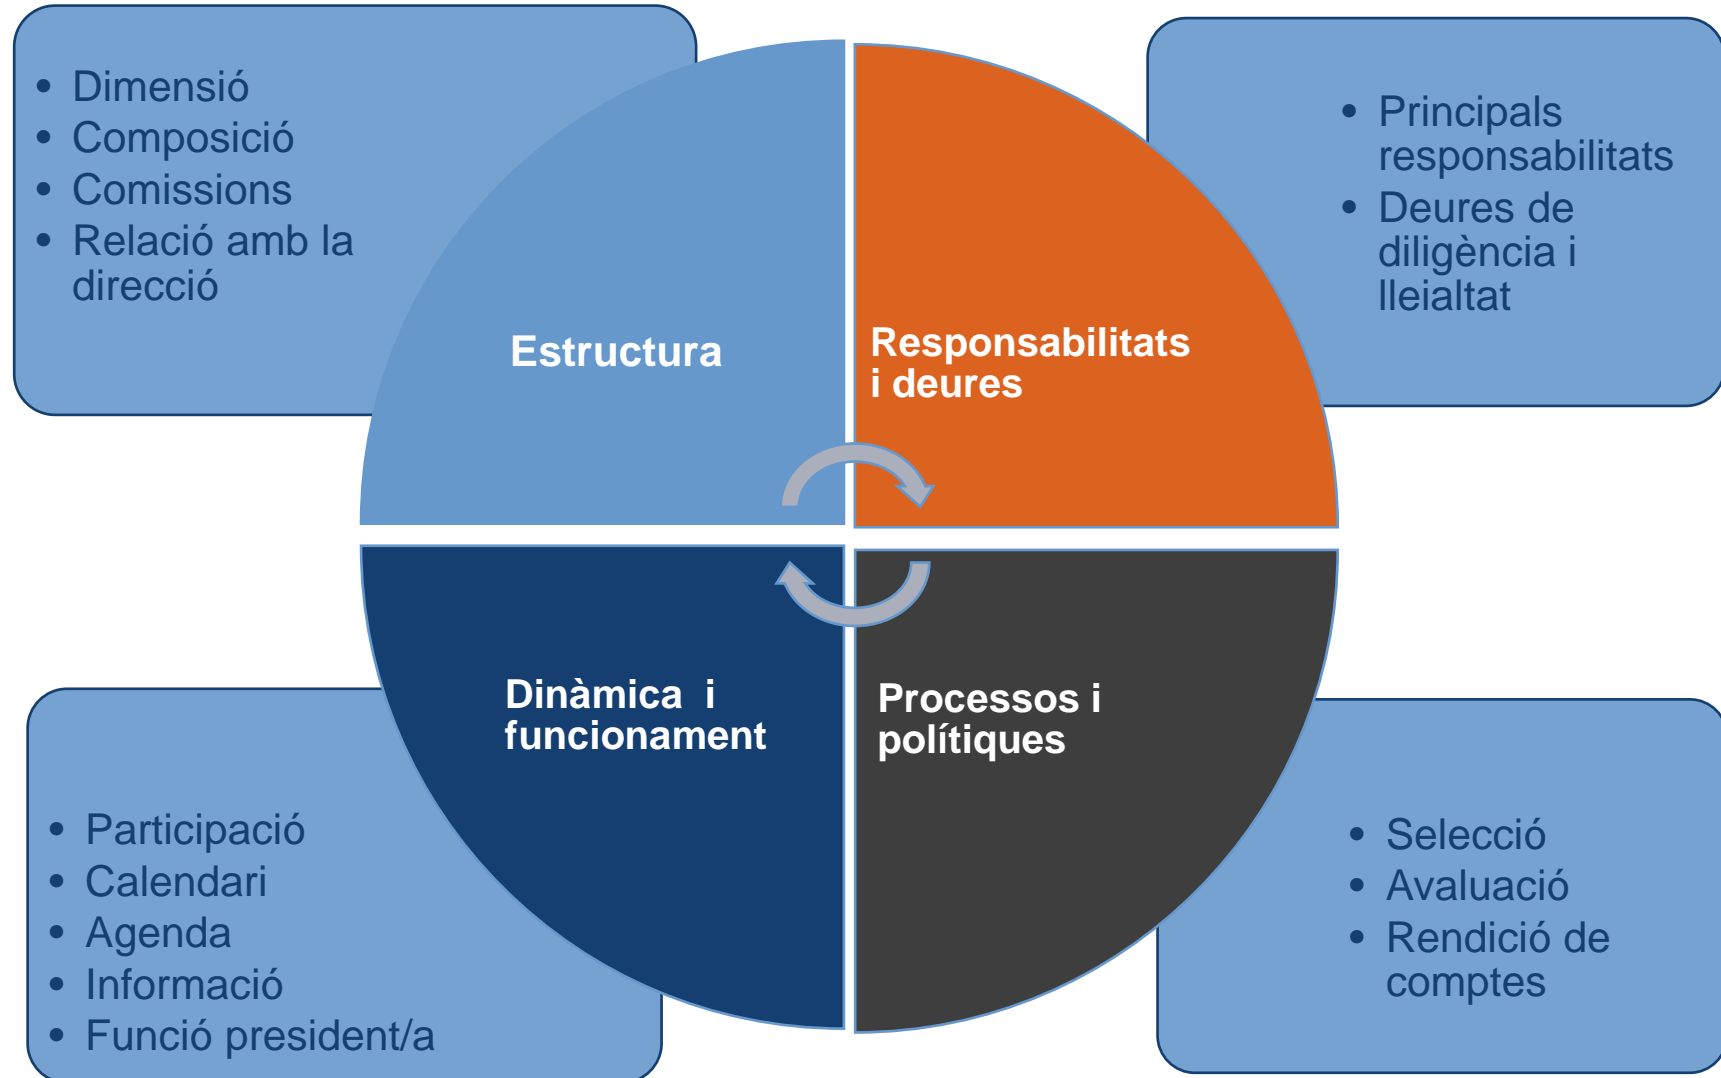 • Dimensió
• Composició
• Comissions
• Relació amb la
direcció
Estructura
Responsabilitats
i deures
• Principals
responsabilitats
• Deures de
diligència i
lleialtat
Dinàmica  i
funcionament
• Participació
• Calendari
• Agenda
• Informació
• Funció president/a
Processos i
polítiques
• Selecció
• Avaluació
• Rendició de
comptes